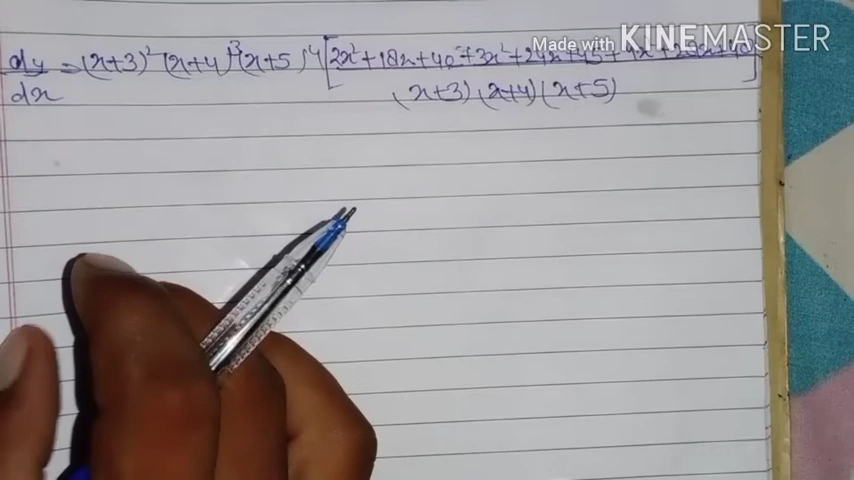 Made with KINEMASTER
dy/dx = (x+3)² (x+4)³ (x+5)⁴ [2x²+18x+40+3x²+24x+45+
(x+3)(x+4)(x+5)